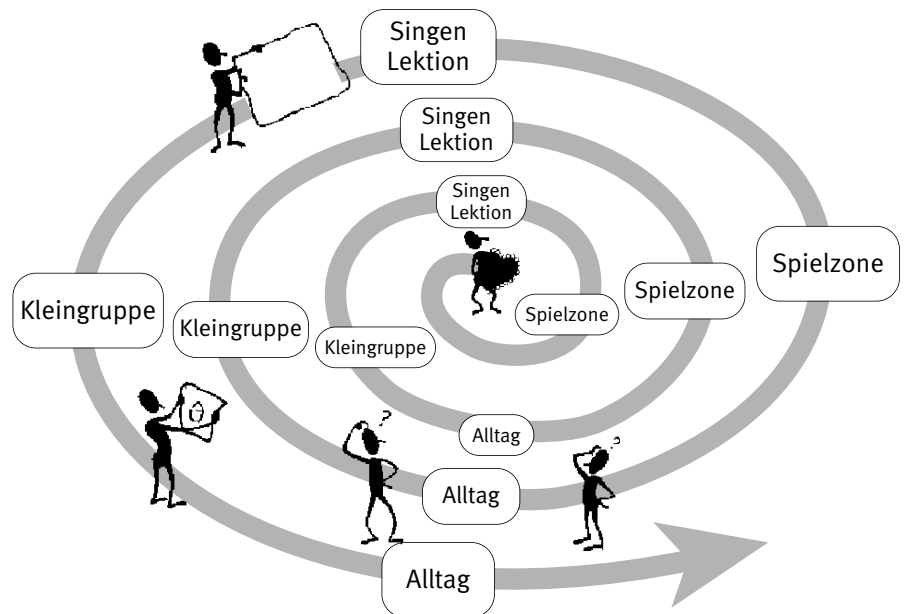 Singen
Lektion
Singen
Lektion
Singen
Lektion
Spielzone
Spielzone
Spielzone
Kleingruppe
Kleingruppe
Kleingruppe
Alltag
Alltag
Alltag
?
?